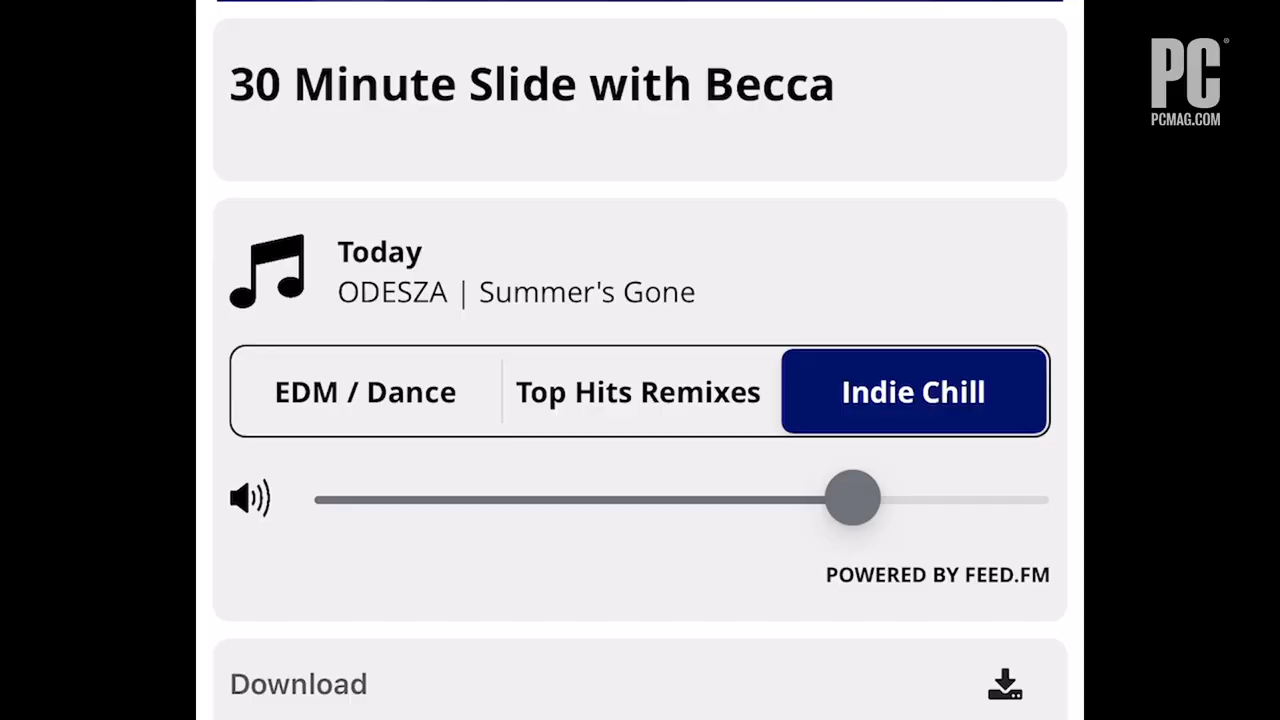 PC
PCMAG.COM
30 Minute Slide with Becca
Today
ODESZA | Summer's Gone
EDM / Dance
Top Hits Remixes
Indie Chill
POWERED BY FEED.FM
Download